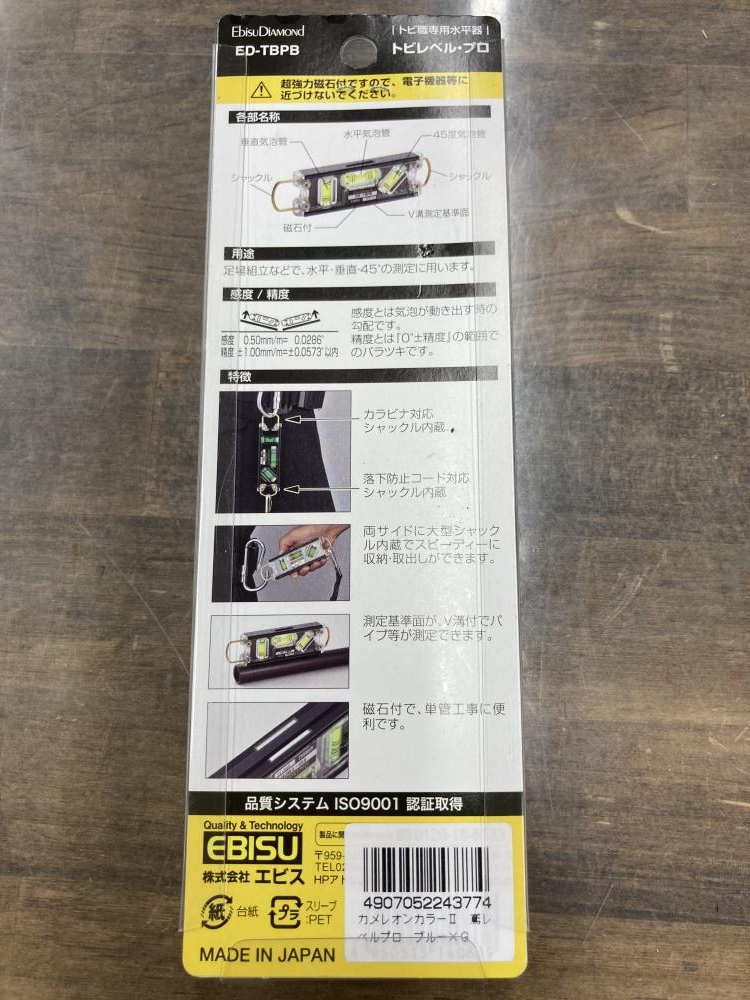 EBISUDIAMOND
ED-TBPB
トビ職専用水平器
トビレベル・プロ
超強力磁石付ですので、電子機器等に
近づけないでください。
各部名称
垂直気泡管
水平気泡管
45度気泡管
シャックル
シャックル
磁石付
V溝測定基準面
用途
足場組立などで、水平・垂直・45°の測定に用います。
感度 / 精度
感度 0.50mm/m= 0.0286°
精度 ±1.00mm/m=±0.0573°以内
感度とは気泡が動き出す時の
勾配です。
精度とは「0°±精度」の範囲で
のバラツキです。
特徴
カラビナ対応
シャックル内蔵
落下防止コード対応
シャックル内蔵
両サイドに大型シャック
ル内蔵でスピーディーに
収納・取出しができます。
測定基準面が、V溝付でパ
イプ等が測定できます。
磁石付で、単管工事に便
利です。
品質システム ISO9001 認証取得
Quality & Technology
EBISU
株式会社 エビス
製品に関
〒959-
TEL02
HPアド
紙 台紙
プラ スリーブ
:PET
MADE IN JAPAN
4907052243774
カメレオンカラーⅡ 鳶レ
ベルプロ ブルー×G